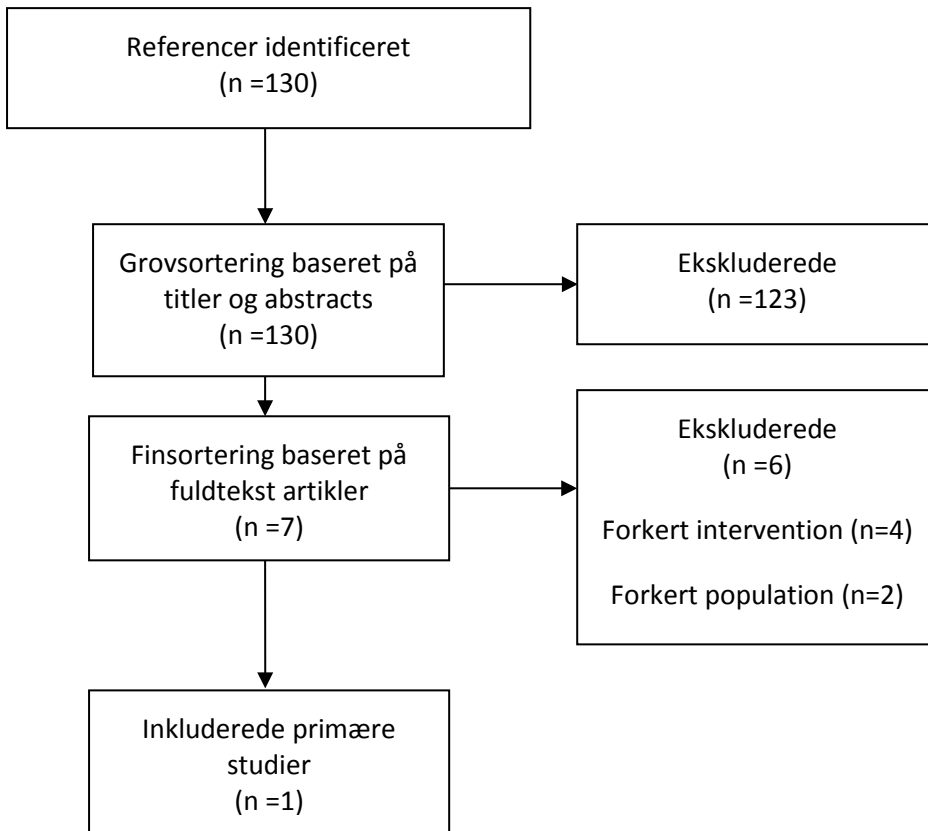 Referencer identificeret
(n =130)
Grovsortering baseret på
titler og abstracts
(n =130)
Ekskluderede
(n =123)
Finsortering baseret på
fuldtekst artikler
(n =7)
Ekskluderede
(n =6)
Forkert intervention (n=4)
Forkert population (n=2)
Inkluderede primære
studier
(n =1)